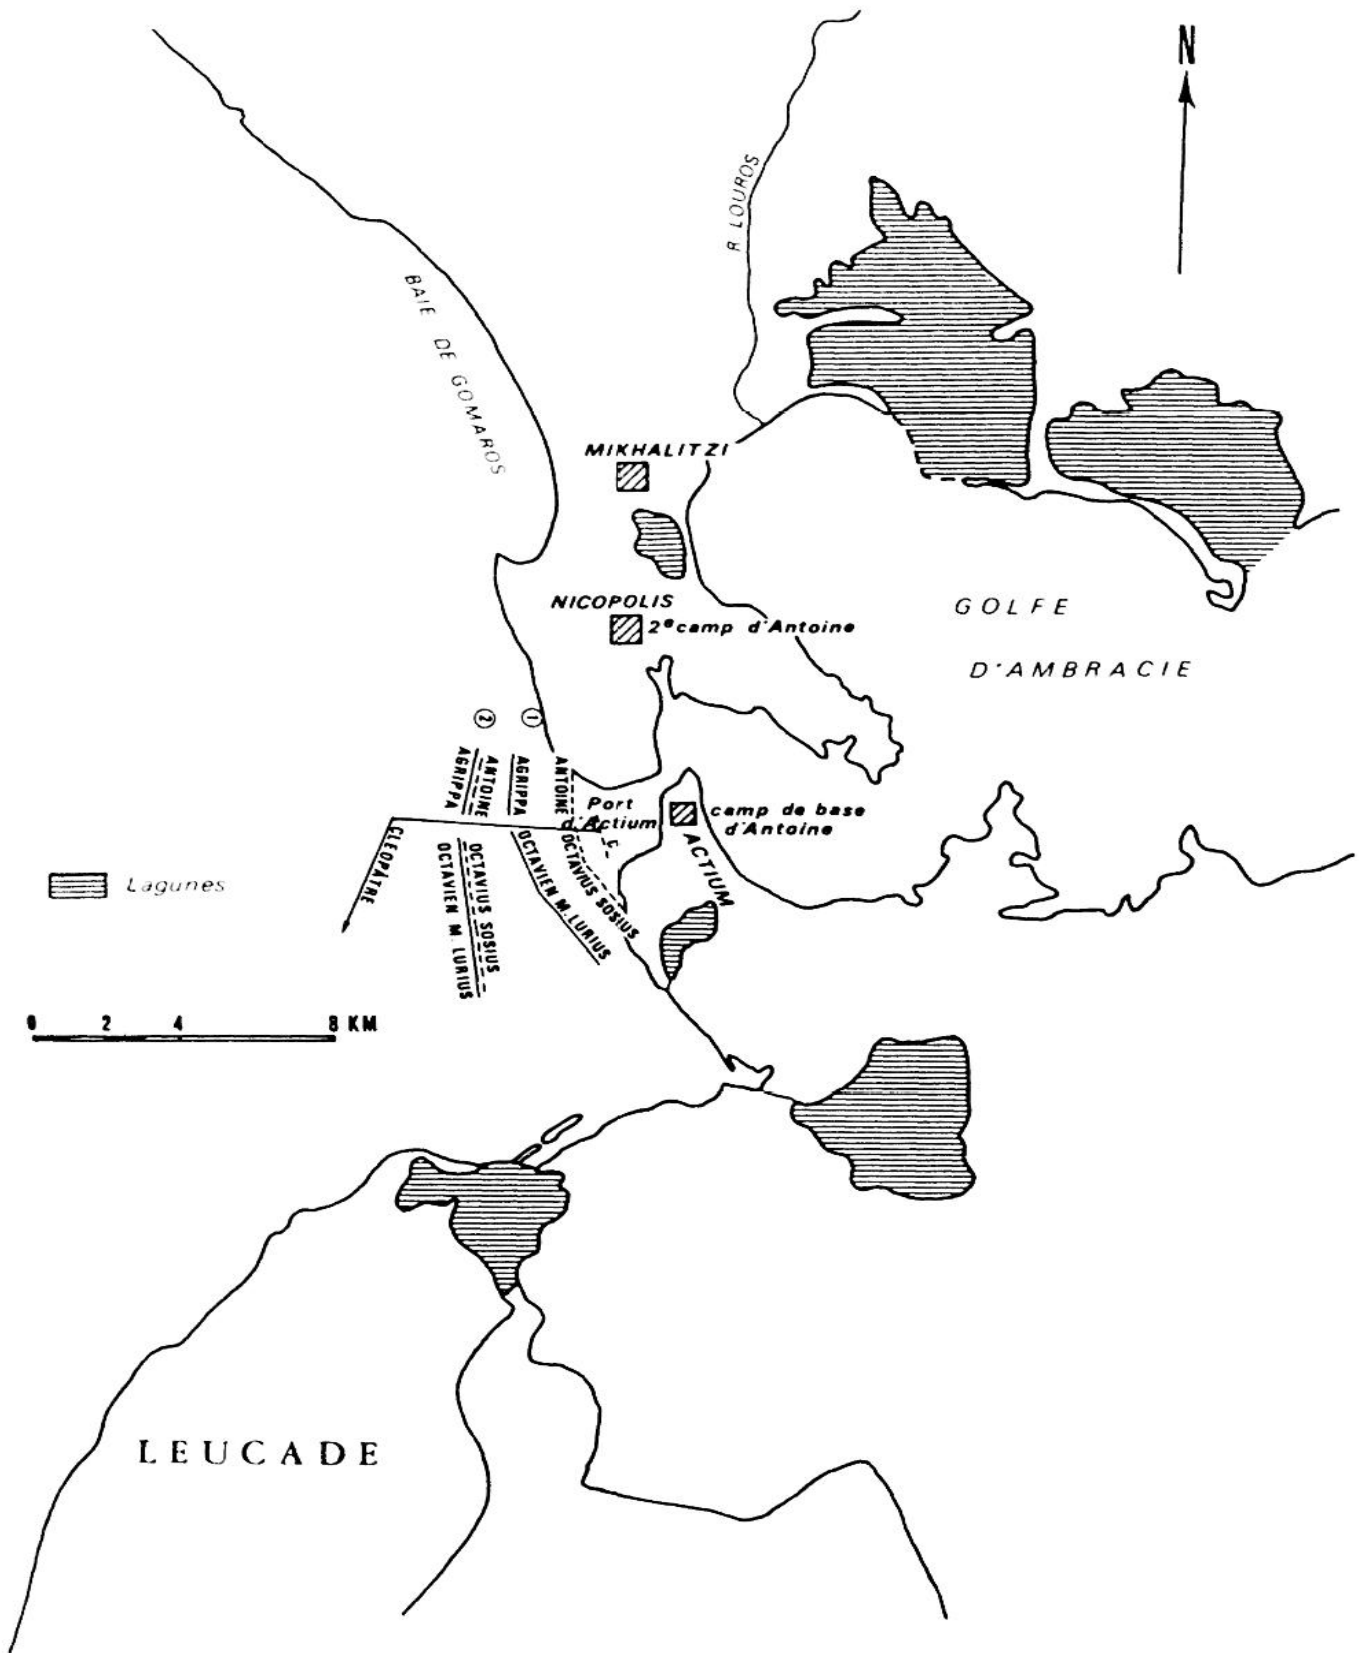 N
R. LOUROS
BAIE DE GOMAROS
MIKHALITZI
NICOPOLIS
2e camp d'Antoine
GOLFE
D'AMBRACIE
2
1
AGRIPPA
ANTOINE
AGRIPPA
ANTOINE
Port
d'Actium
camp de base
d'Antoine
ACTIUM
C
CLEOPATRE
OCTAVIEN M. LURIUS
OCTAVIUS SOSIUS
OCTAVIEN M. LURIUS
OCTAVIUS SOSIUS
Lagunes
0 2 4 8 KM
LEUCADE